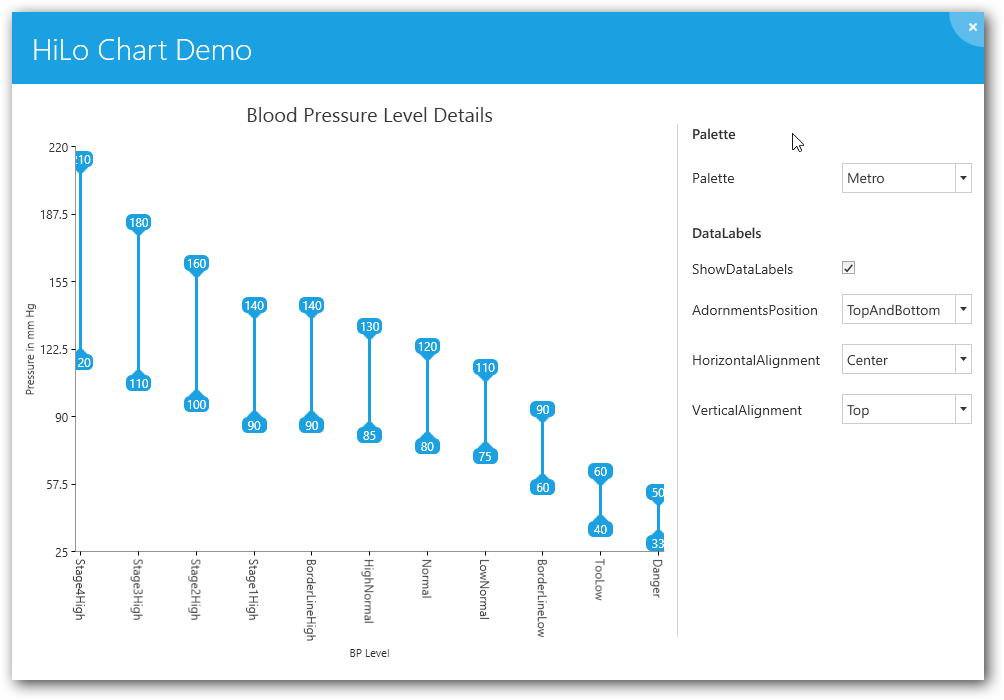 HiLo Chart Demo
Blood Pressure Level Details
Pressure in mm Hg
220
187.5
155
122.5
90
57.5
25
210
180
160
140
140
130
120
110
90
60
50
20
110
100
90
90
85
80
75
60
40
33
Stage4High
Stage3High
Stage2High
Stage1High
BorderLineHigh
HighNormal
Normal
LowNormal
BorderLineLow
TooLow
Danger
BP Level
Palette
Palette Metro
DataLabels
ShowDataLabels
AdornmentsPosition TopAndBottom
HorizontalAlignment Center
VerticalAlignment Top